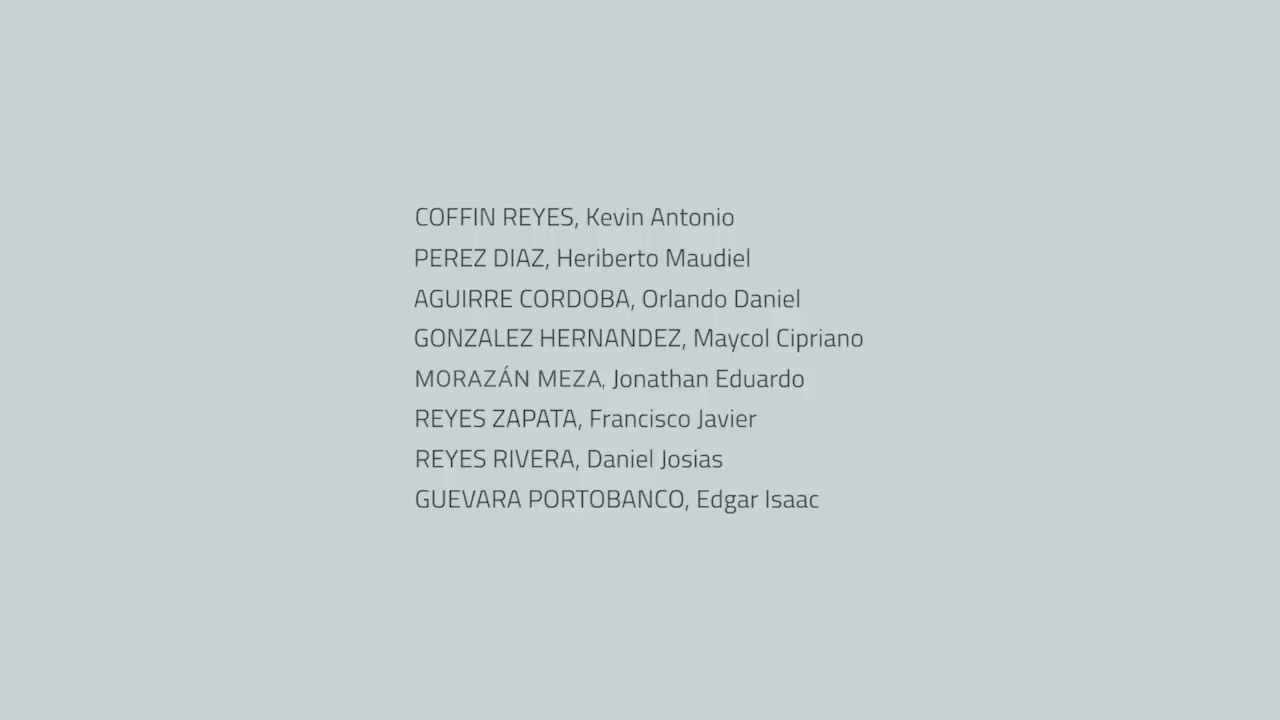 COFFIN REYES, Kevin Antonio
PEREZ DIAZ, Heriberto Maudiel
AGUIRRE CORDOBA, Orlando Daniel
GONZALEZ HERNANDEZ, Maycol Cipriano
MORAZÁN MEZA, Jonathan Eduardo
REYES ZAPATA, Francisco Javier
REYES RIVERA, Daniel Josias
GUEVARA PORTOBANCO, Edgar Isaac